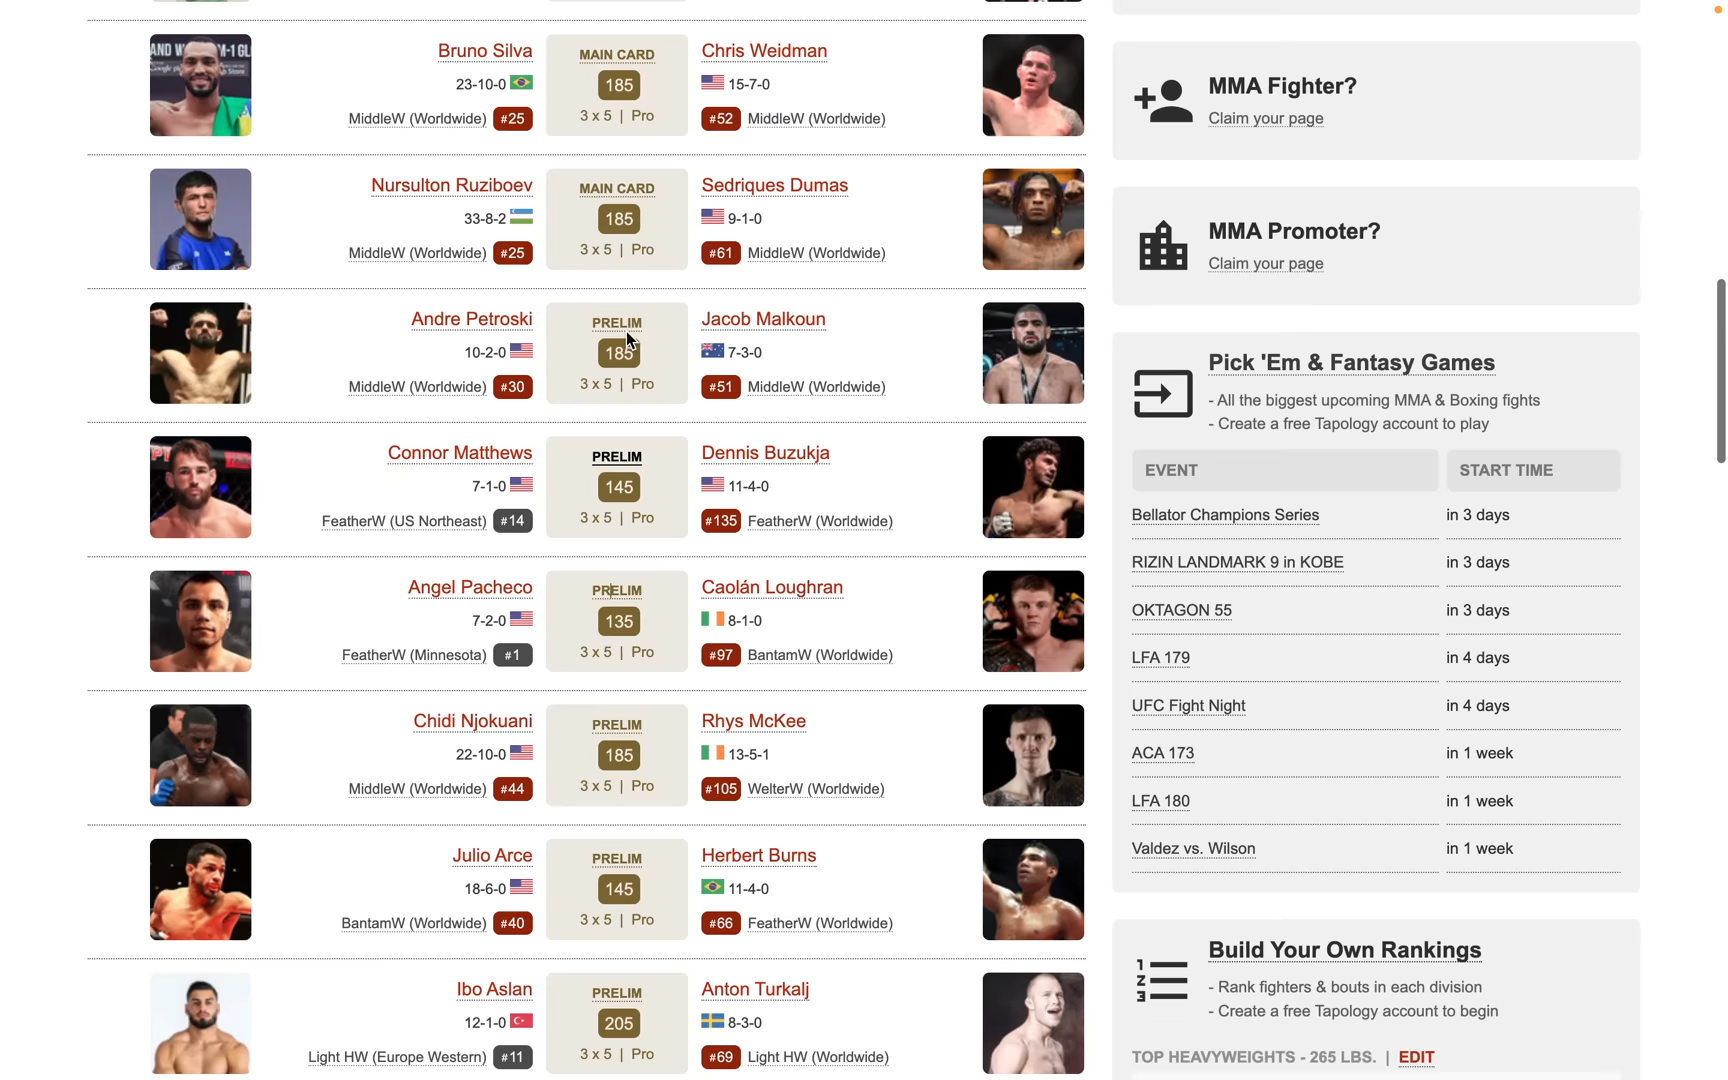 Bruno Silva
23-10-0
MiddleW (Worldwide) #25
MAIN CARD
185
3 x 5 | Pro
Chris Weidman
15-7-0
#52 MiddleW (Worldwide)
Nursulton Ruziboev
33-8-2
MiddleW (Worldwide) #25
MAIN CARD
185
3 x 5 | Pro
Sedriques Dumas
9-1-0
#61 MiddleW (Worldwide)
Andre Petroski
10-2-0
MiddleW (Worldwide) #30
PRELIM
185
3 x 5 | Pro
Jacob Malkoun
7-3-0
#51 MiddleW (Worldwide)
Connor Matthews
7-1-0
FeatherW (US Northeast) #14
PRELIM
145
3 x 5 | Pro
Dennis Buzukja
11-4-0
#135 FeatherW (Worldwide)
Angel Pacheco
7-2-0
FeatherW (Minnesota) #1
PRELIM
135
3 x 5 | Pro
Caolán Loughran
8-1-0
#97 BantamW (Worldwide)
Chidi Njokuani
22-10-0
MiddleW (Worldwide) #44
PRELIM
185
3 x 5 | Pro
Rhys McKee
13-5-1
#105 WelterW (Worldwide)
Julio Arce
18-6-0
BantamW (Worldwide) #40
PRELIM
145
3 x 5 | Pro
Herbert Burns
11-4-0
#66 FeatherW (Worldwide)
Ibo Aslan
12-1-0
Light HW (Europe Western) #11
PRELIM
205
3 x 5 | Pro
Anton Turkalj
8-3-0
#69 Light HW (Worldwide)
MMA Fighter?
Claim your page
MMA Promoter?
Claim your page
Pick 'Em & Fantasy Games
- All the biggest upcoming MMA & Boxing fights
- Create a free Tapology account to play
EVENT START TIME
Bellator Champions Series in 3 days
RIZIN LANDMARK 9 in KOBE in 3 days
OKTAGON 55 in 3 days
LFA 179 in 4 days
UFC Fight Night in 4 days
ACA 173 in 1 week
LFA 180 in 1 week
Valdez vs. Wilson in 1 week
Build Your Own Rankings
- Rank fighters & bouts in each division
- Create a free Tapology account to begin
TOP HEAVYWEIGHTS - 265 LBS. | EDIT